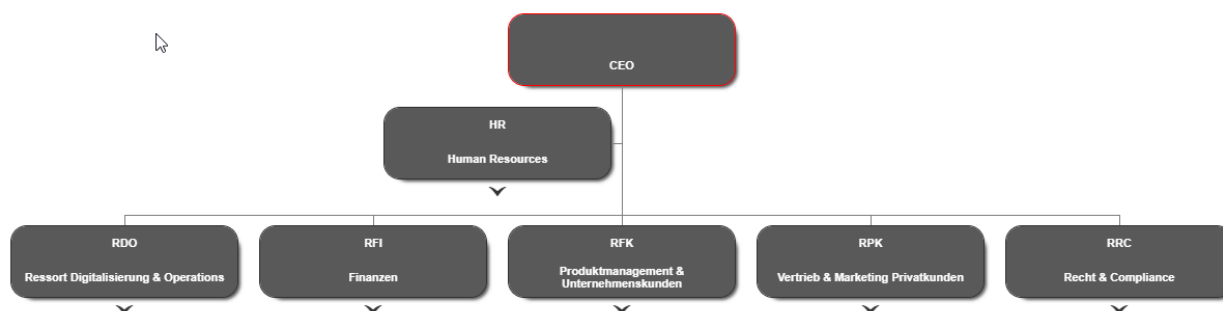 CEO
HR
Human Resources
RDO
Ressort Digitalisierung & Operations
RFI
Finanzen
RFK
Produktmanagement &
Unternehmenskunden
RPK
Vertrieb & Marketing Privatkunden
RRC
Recht & Compliance